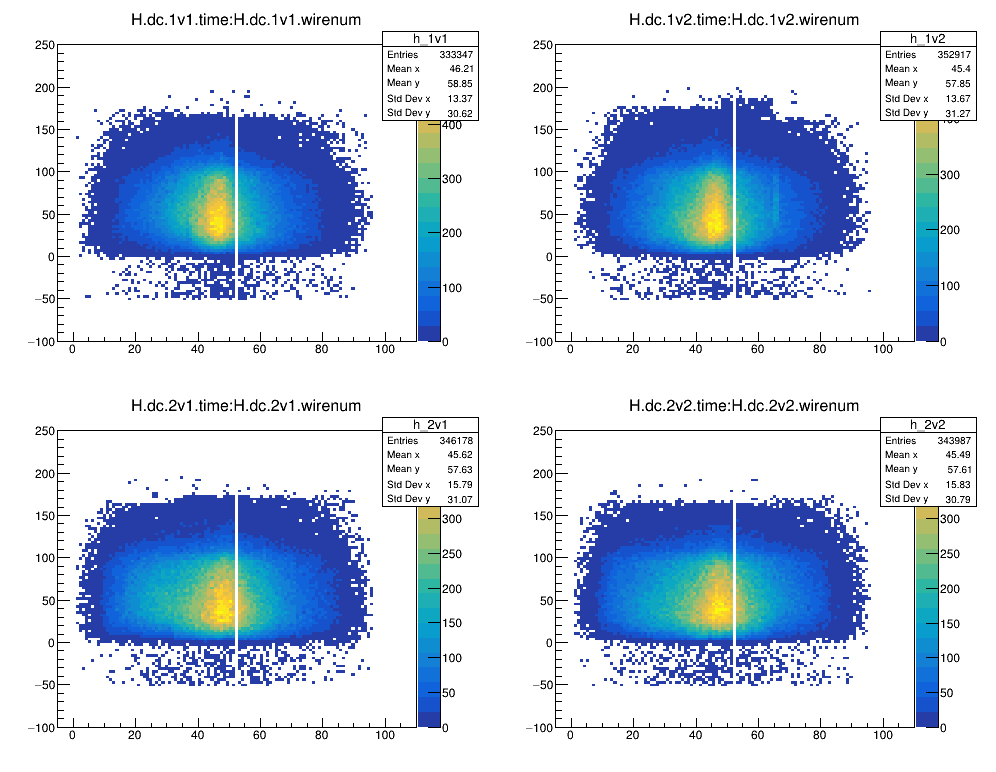 H.dc.1v1.time:H.dc.1v1.wirenum
h_1v1
Entries 333347
Mean x 46.21
Mean y 58.85
Std Dev x 13.37
Std Dev y 30.62
250
200
150
100
50
0
−50
−100
0 20 40 60 80 100
400
300
200
100
0
H.dc.1v2.time:H.dc.1v2.wirenum
h_1v2
Entries 352917
Mean x 45.4
Mean y 57.85
Std Dev x 13.67
Std Dev y 31.27
250
200
150
100
50
0
−50
−100
0 20 40 60 80 100
300
200
100
0
H.dc.2v1.time:H.dc.2v1.wirenum
h_2v1
Entries 346178
Mean x 45.62
Mean y 57.63
Std Dev x 15.79
Std Dev y 31.07
250
200
150
100
50
0
−50
−100
0 20 40 60 80 100
300
250
200
150
100
50
0
H.dc.2v2.time:H.dc.2v2.wirenum
h_2v2
Entries 343987
Mean x 45.49
Mean y 57.61
Std Dev x 15.83
Std Dev y 30.79
250
200
150
100
50
0
−50
−100
0 20 40 60 80 100
300
250
200
150
100
50
0